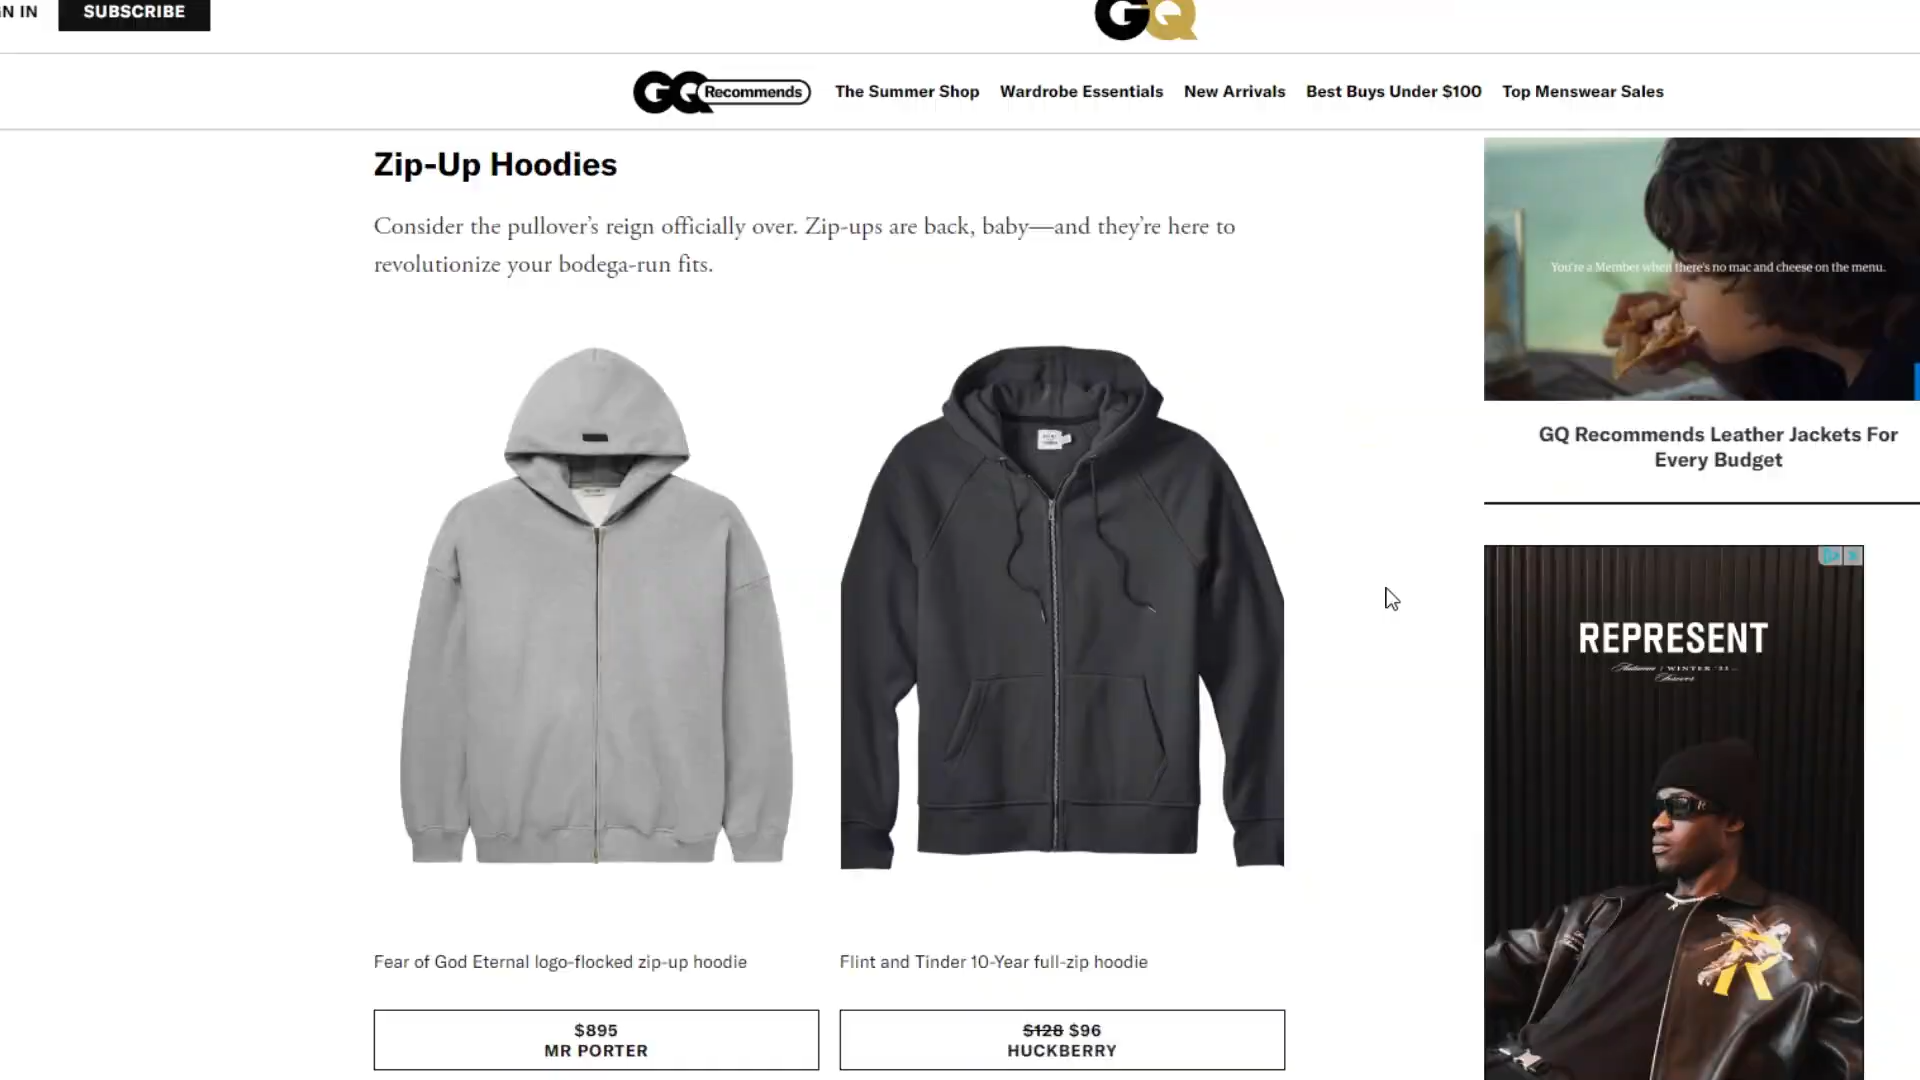 SUBSCRIBE
GQ
GQ Recommends
The Summer Shop
Wardrobe Essentials
New Arrivals
Best Buys Under $100
Top Menswear Sales
Zip-Up Hoodies
Consider the pullover’s reign officially over. Zip-ups are back, baby—and they’re here to
revolutionize your bodega-run fits.
You're a Member when there's no mac and cheese on the menu.
GQ Recommends Leather Jackets For
Every Budget
REPRESENT
Fear of God Eternal logo-flocked zip-up hoodie
Flint and Tinder 10-Year full-zip hoodie
$895
MR PORTER
$128 $96
HUCKBERRY
R